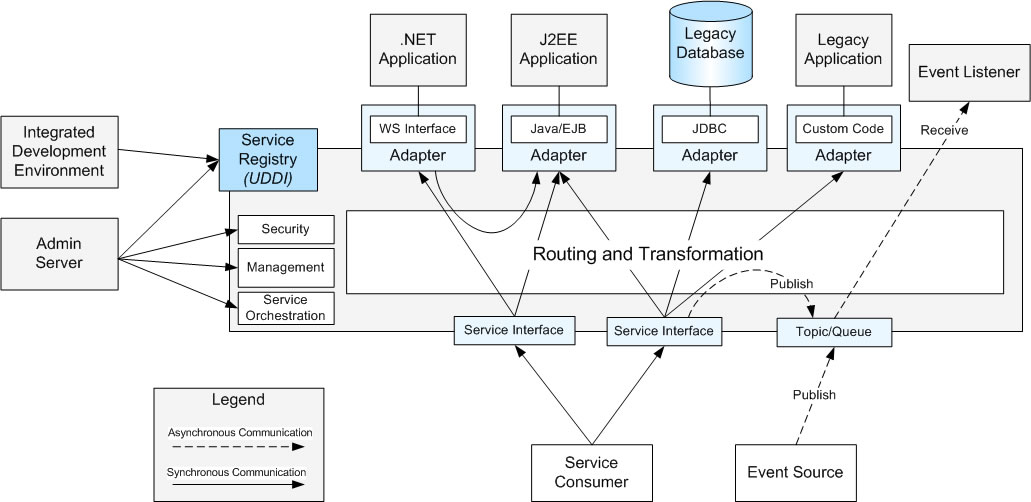 .NET
Application
J2EE
Application
Legacy
Database
Legacy
Application
Event Listener
WS Interface
Adapter
Java/EJB
Adapter
JDBC
Adapter
Custom Code
Adapter
Receive
Integrated
Development
Environment
Service
Registry
(UDDI)
Admin
Server
Security
Management
Service
Orchestration
Routing and Transformation
Publish
Service Interface
Service Interface
Topic/Queue
Publish
Legend
Asynchronous Communication
Synchronous Communication
Service
Consumer
Event Source